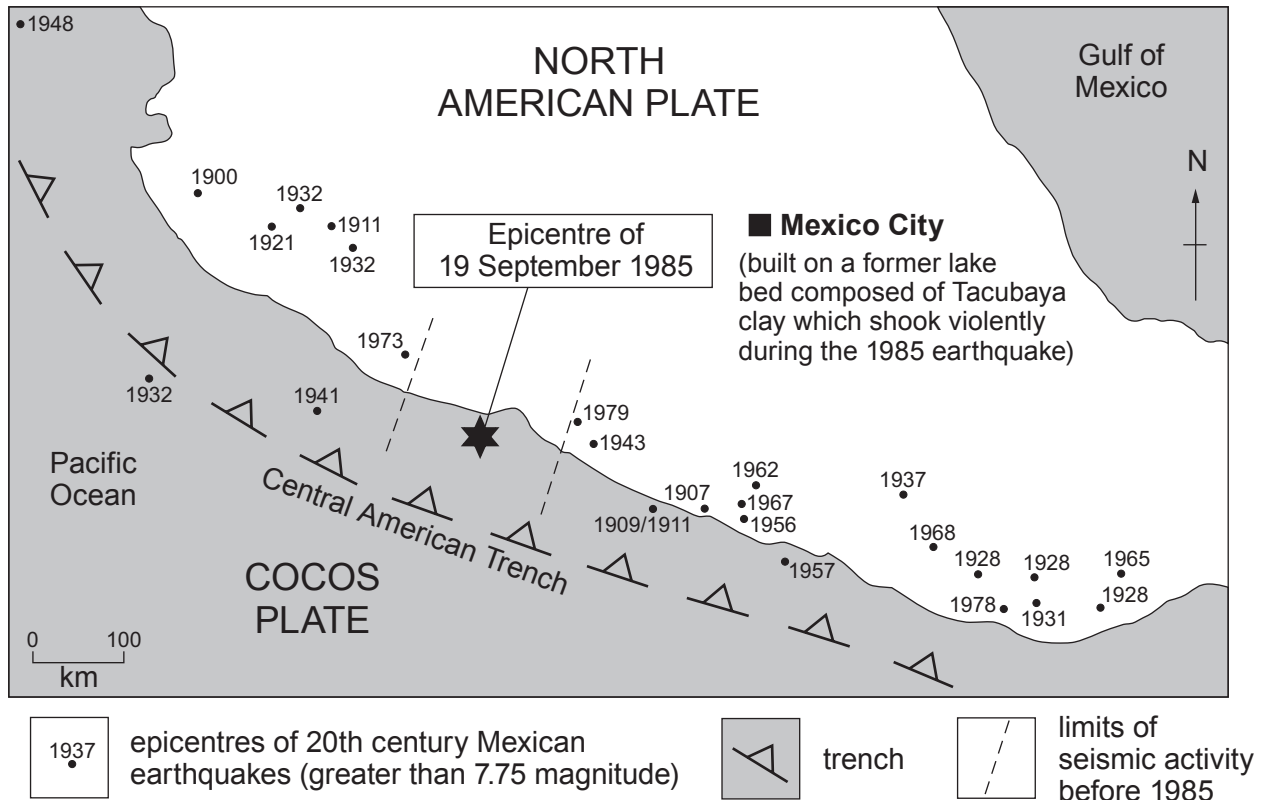 1948
NORTH
AMERICAN PLATE
Gulf of
Mexico
N
1900
1932
1911
1921
1932
Epicentre of
19 September 1985
Mexico City
(built on a former lake
bed composed of Tacubaya
clay which shook violently
during the 1985 earthquake)
1973
1932
1941
1979
1943
Pacific
Ocean
Central American Trench
1962
1907
1967
1909/1911
1956
1937
1968
1957
1928
1928
1965
1978
1931
1928
COCOS
PLATE
0 100
km
1937
epicentres of 20th century Mexican
earthquakes (greater than 7.75 magnitude)
trench
limits of
seismic activity
before 1985